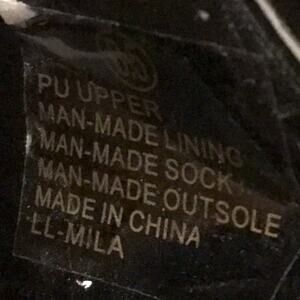 PU UPPER
MAN-MADE LINING
MAN-MADE SOCK
MAN-MADE OUTSOLE
MADE IN CHINA
LL-MILA